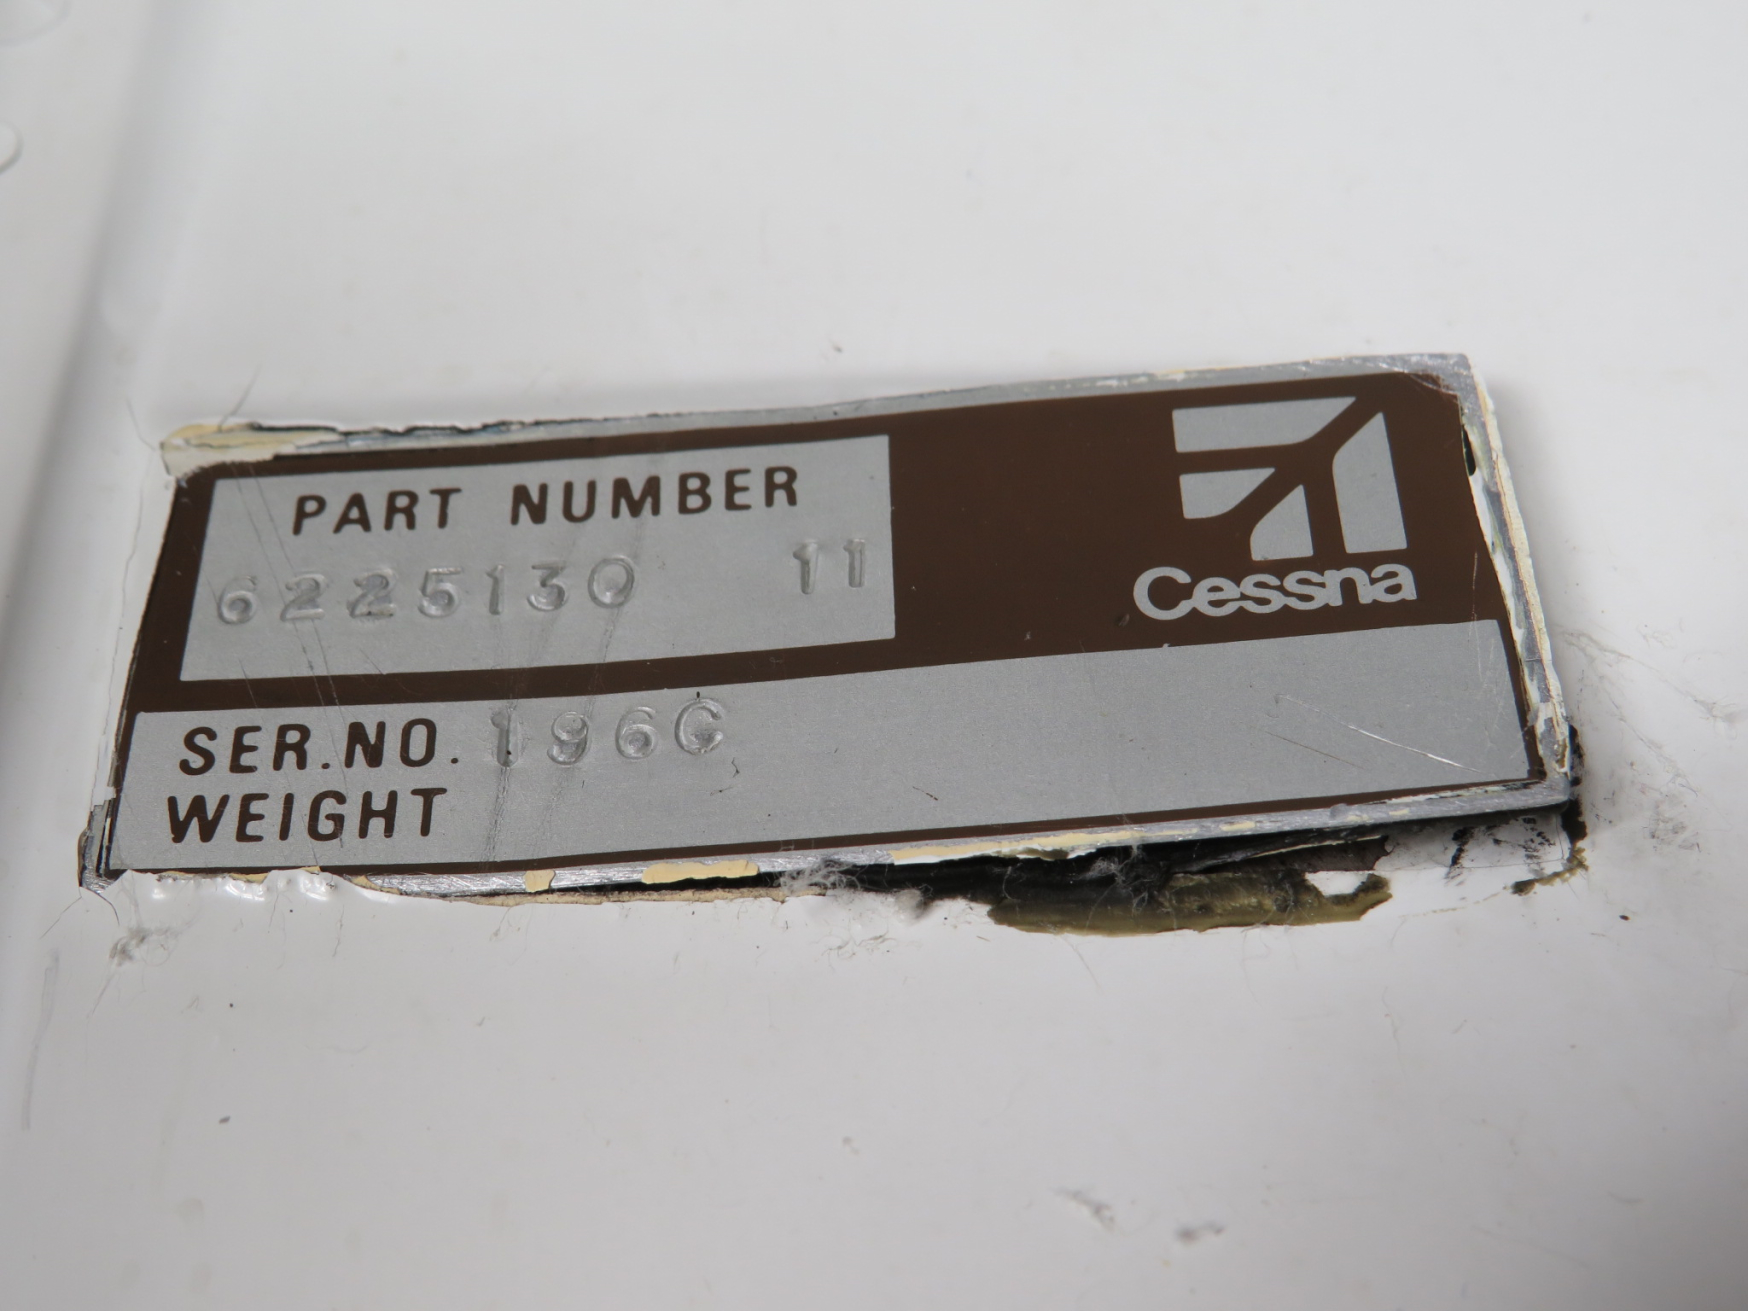 PART NUMBER
6225130 11
Cessna
SER.NO. 196C
WEIGHT